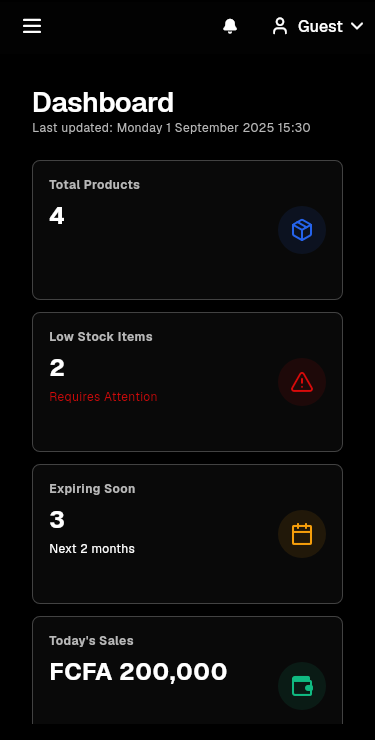 Guest
Dashboard
Last updated: Monday 1 September 2025 15:30
Total Products
4
Low Stock Items
2
Requires Attention
Expiring Soon
3
Next 2 months
Today's Sales
FCFA 200,000